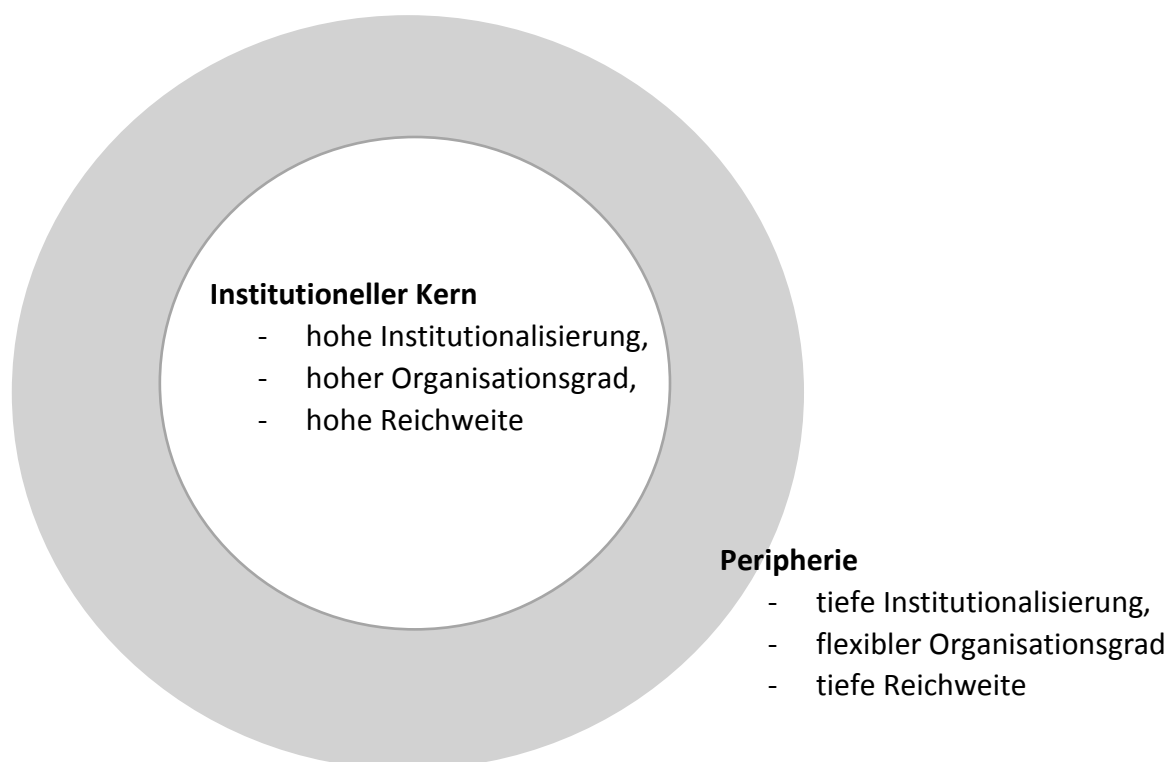 Institutioneller Kern
- hohe Institutionalisierung,
- hoher Organisationsgrad,
- hohe Reichweite
Peripherie
- tiefe Institutionalisierung,
- flexibler Organisationsgrad
- tiefe Reichweite